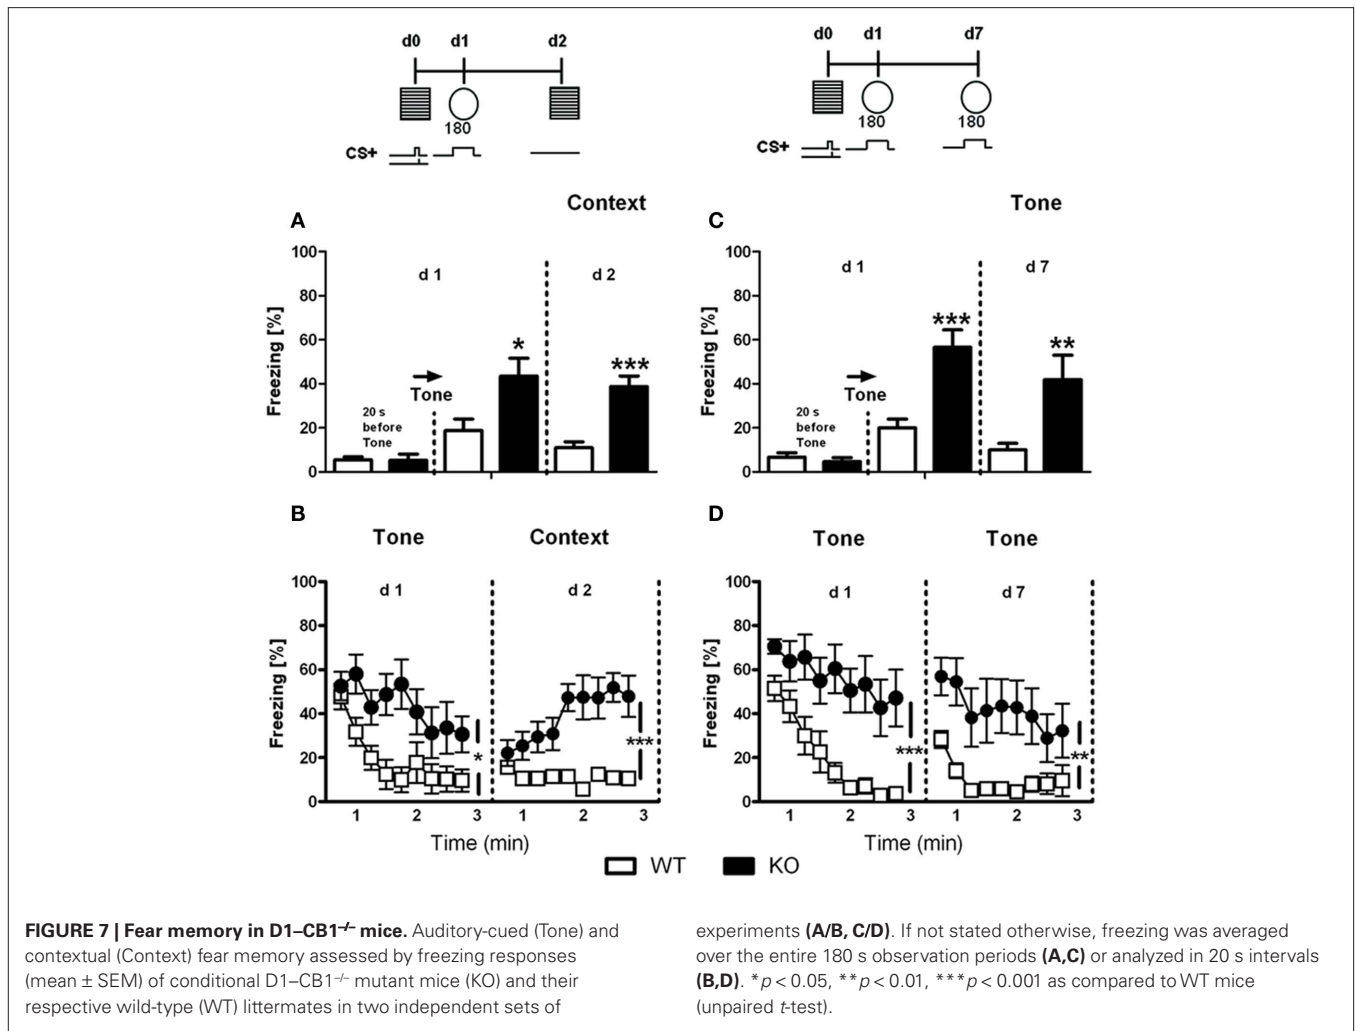 d0 d1 d2
180
CS+
d0 d1 d7
180 180
CS+
A
Context
Freezing [%]
100
80
60
40
20
0
d 1
d 2
20 s
before
Tone
Tone
*
***
C
Tone
Freezing [%]
100
80
60
40
20
0
d 1
d 7
20 s
before
Tone
Tone
***
**
B
Tone Context
Freezing [%]
100
80
60
40
20
0
d 1
d 2
*
***
1 2 3 1 2 3
Time (min)
D
Tone Tone
Freezing [%]
100
80
60
40
20
0
d 1
d 7
***
**
1 2 3 1 2 3
Time (min)
WT KO
FIGURE 7 | Fear memory in D1–CB1−/− mice. Auditory-cued (Tone) and
contextual (Context) fear memory assessed by freezing responses
(mean ± SEM) of conditional D1–CB1−/− mutant mice (KO) and their
respective wild-type (WT) littermates in two independent sets of
experiments (A/B, C/D). If not stated otherwise, freezing was averaged
over the entire 180 s observation periods (A,C) or analyzed in 20 s intervals
(B,D). *p < 0.05, **p < 0.01, ***p < 0.001 as compared to WT mice
(unpaired t-test).